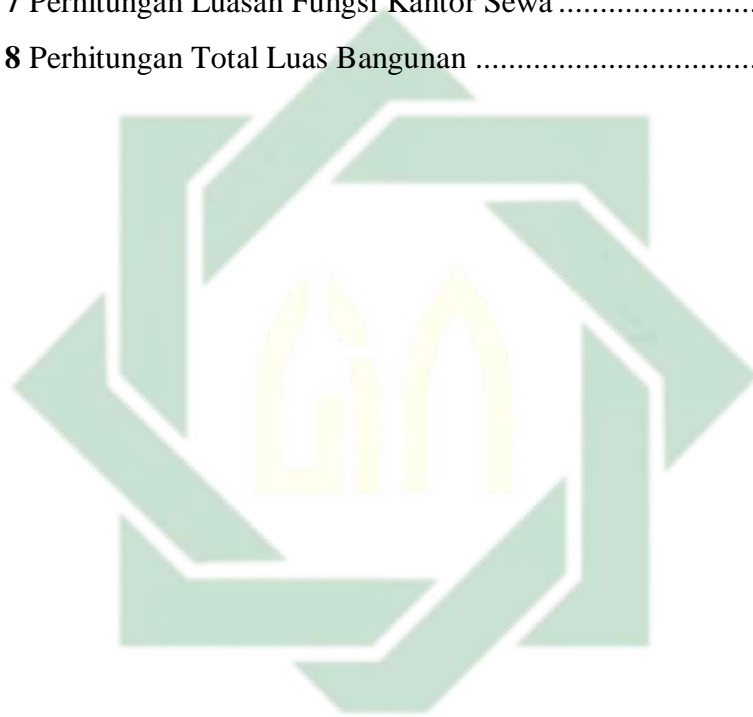 7 Perhitungan Luasan Fungsi Kantor Sewa ......................
8 Perhitungan Total Luas Bangunan ..................................